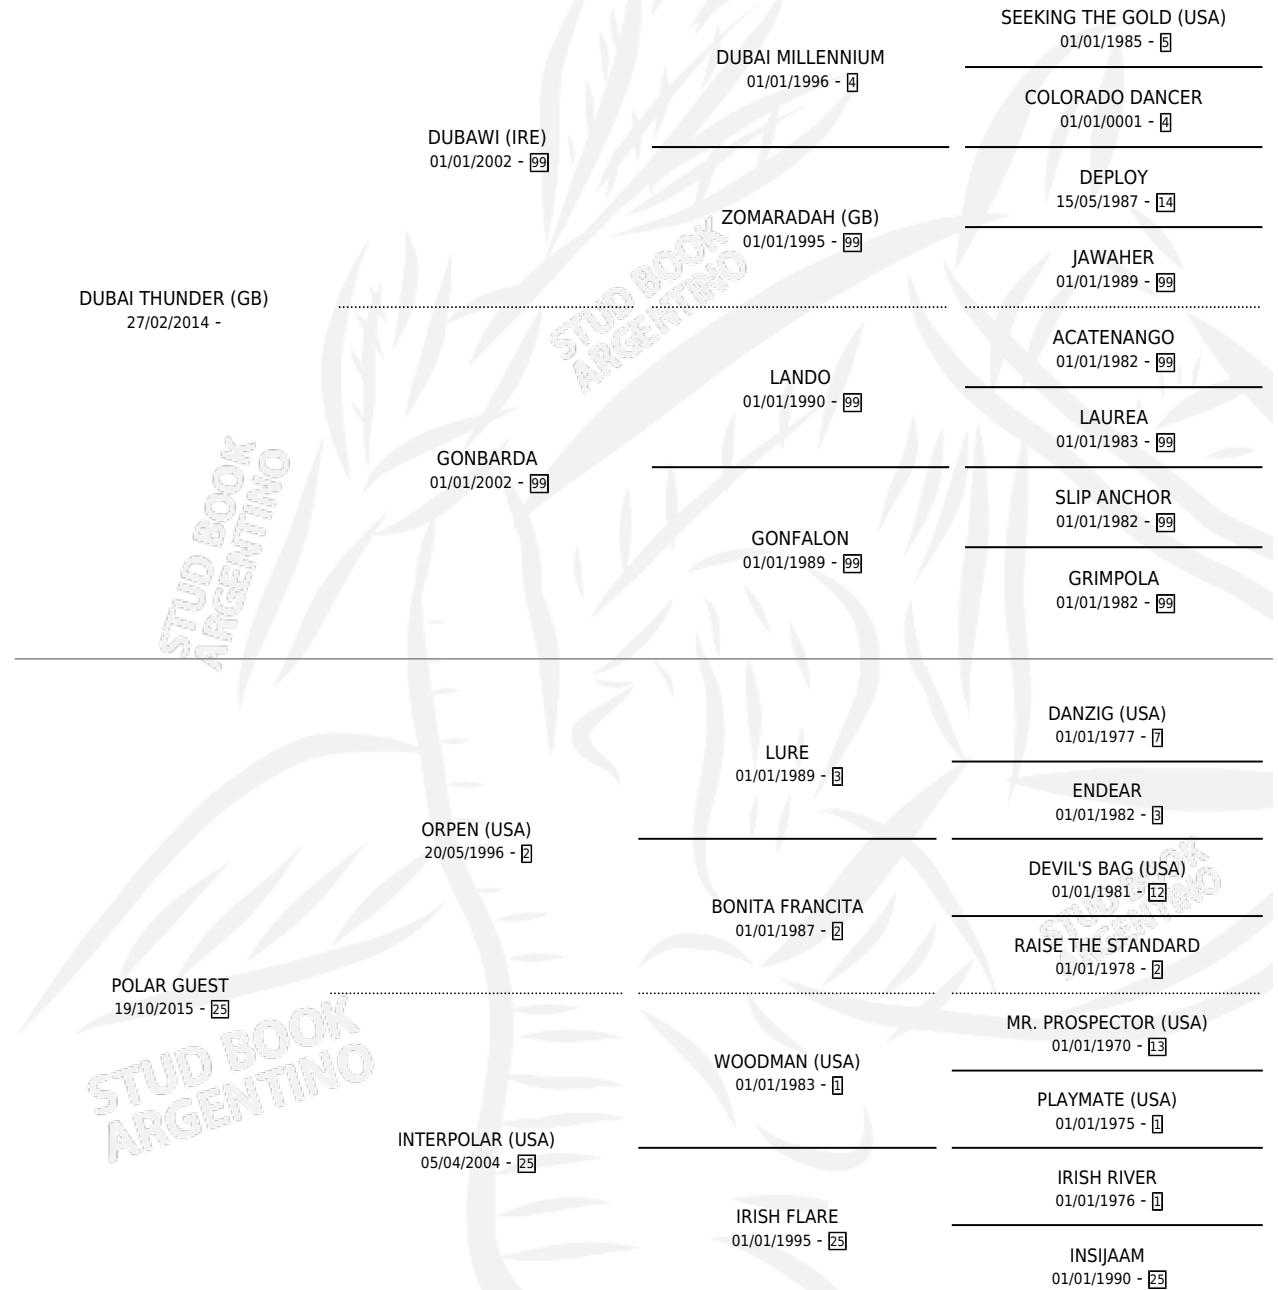 SEEKING THE GOLD (USA)
01/01/1985 - 5
DUBAI MILLENNIUM
01/01/1996 - 4
COLORADO DANCER
01/01/0001 - 4
DUBAWI (IRE)
01/01/2002 - 99
DEPLOY
15/05/1987 - 14
ZOMARADAH (GB)
01/01/1995 - 99
JAWAHER
01/01/1989 - 99
DUBAI THUNDER (GB)
27/02/2014 -
ACATENANGO
01/01/1982 - 99
LANDO
01/01/1990 - 99
LAUREA
01/01/1983 - 99
GONBARDA
01/01/2002 - 99
SLIP ANCHOR
01/01/1982 - 99
GONFALON
01/01/1989 - 99
GRIMPOLA
01/01/1982 - 99
STUD BOOK
ARGENTINO
STUD BOOK
ARGENTINO
DANZIG (USA)
01/01/1977 - 7
LURE
01/01/1989 - 3
ENDEAR
01/01/1982 - 3
ORPEN (USA)
20/05/1996 - 2
DEVIL'S BAG (USA)
01/01/1981 - 12
BONITA FRANCITA
01/01/1987 - 2
RAISE THE STANDARD
01/01/1978 - 2
POLAR GUEST
19/10/2015 - 25
MR. PROSPECTOR (USA)
01/01/1970 - 13
WOODMAN (USA)
01/01/1983 - 1
PLAYMATE (USA)
01/01/1975 - 1
INTERPOLAR (USA)
05/04/2004 - 25
IRISH RIVER
01/01/1976 - 1
IRISH FLARE
01/01/1995 - 25
INSIJAAM
01/01/1990 - 25
STUD BOOK
ARGENTINO
STUD BOOK
ARGENTINO